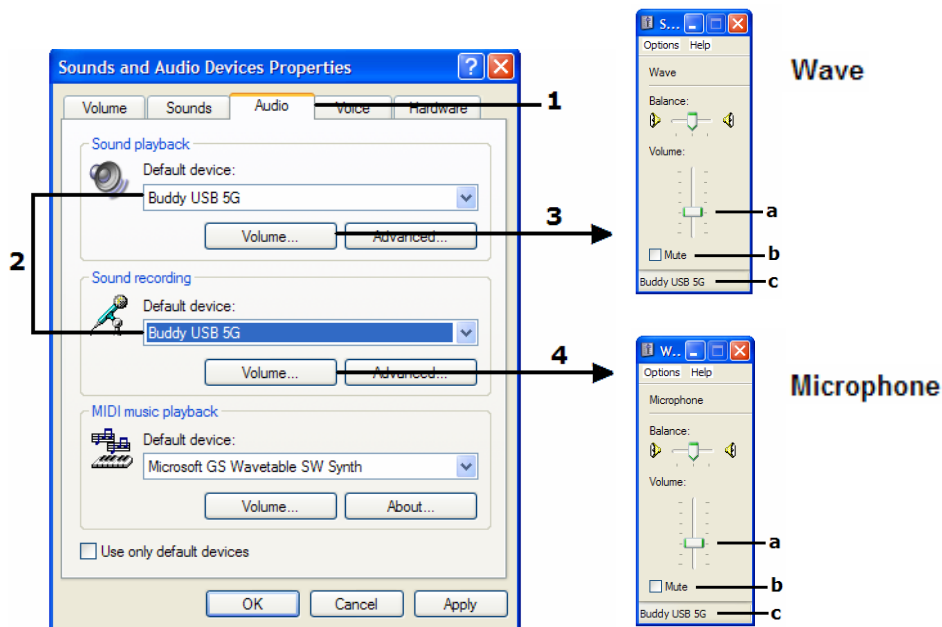 Sounds and Audio Devices Properties
Volume Sounds Audio Voice Hardware
1
Sound playback
Default device:
Buddy USB 5G
Volume... Advanced...
3
2
Sound recording
Default device:
Buddy USB 5G
Volume... Advanced...
4
MIDI music playback
Default device:
Microsoft GS Wavetable SW Synth
Volume... About...
Use only default devices
OK Cancel Apply
S...
Options Help
Wave
Balance:
Volume:
a
Mute b
Buddy USB 5G c
Wave
W..
Options Help
Microphone
Balance:
Volume:
a
Mute b
Buddy USB 5G c
Microphone